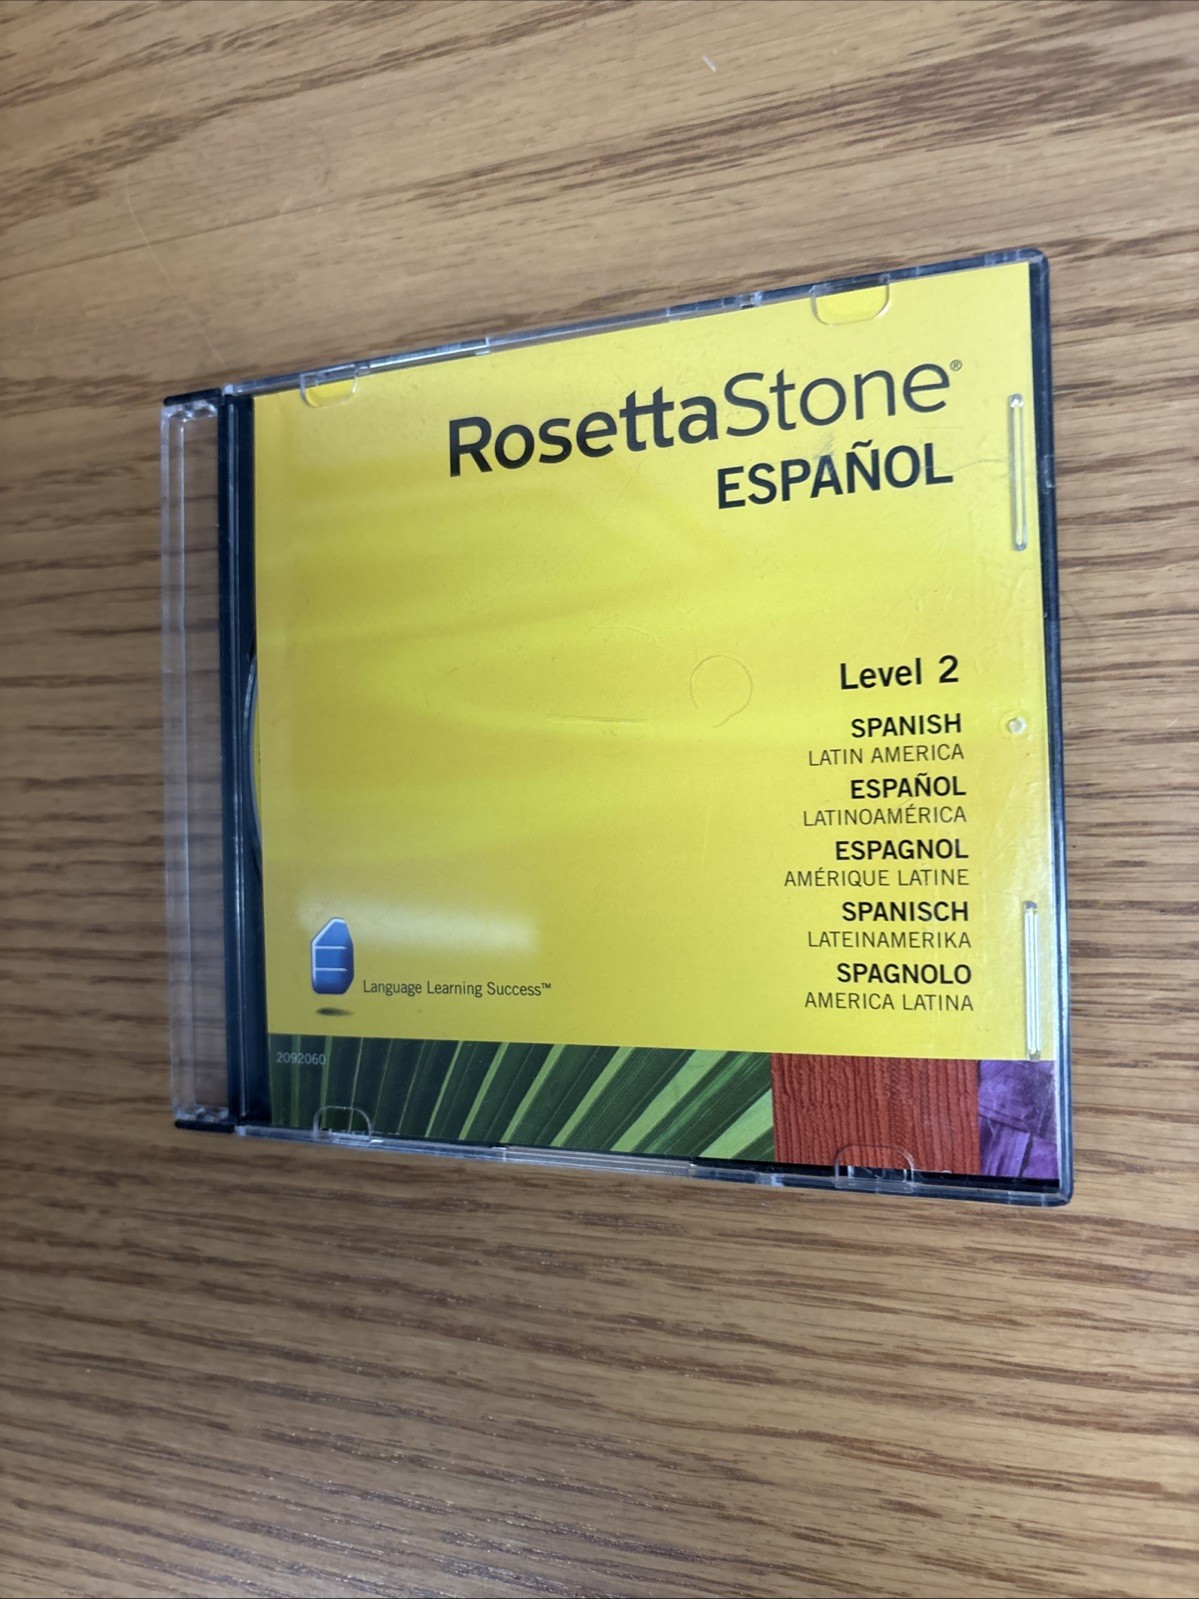 RosettaStone®
ESPAÑOL
Level 2
SPANISH
LATIN AMERICA
ESPAÑOL
LATINOAMÉRICA
ESPAGNOL
AMÉRIQUE LATINE
SPANISCH
LATEINAMERIKA
SPAGNOLO
AMERICA LATINA
Language Learning Success™
2092060